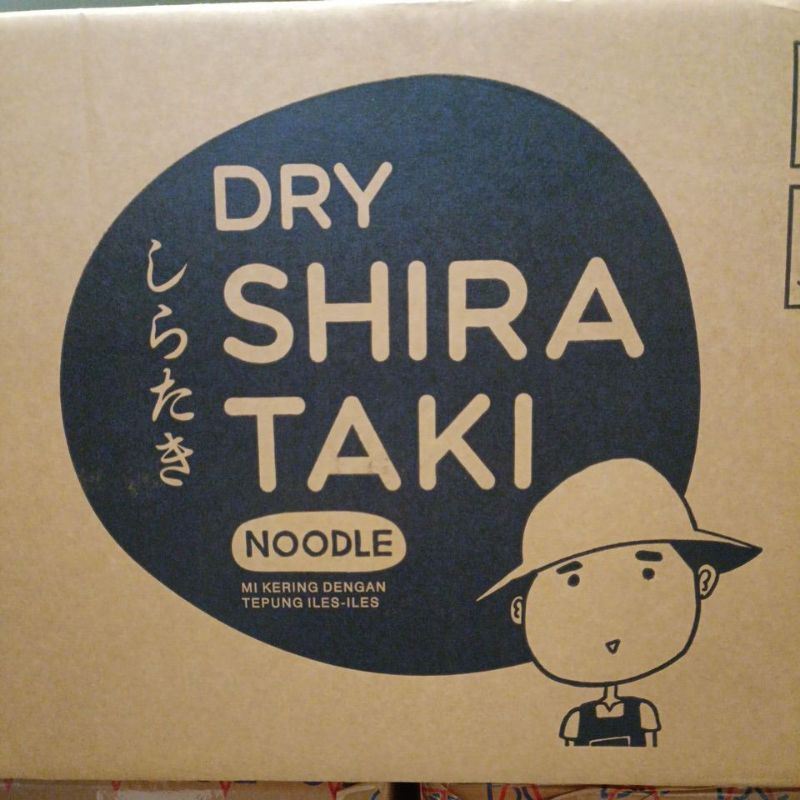 DRY
SHIRA
TAKI
しらたき
NOODLE
MI KERING DENGAN
TEPUNG ILES-ILES